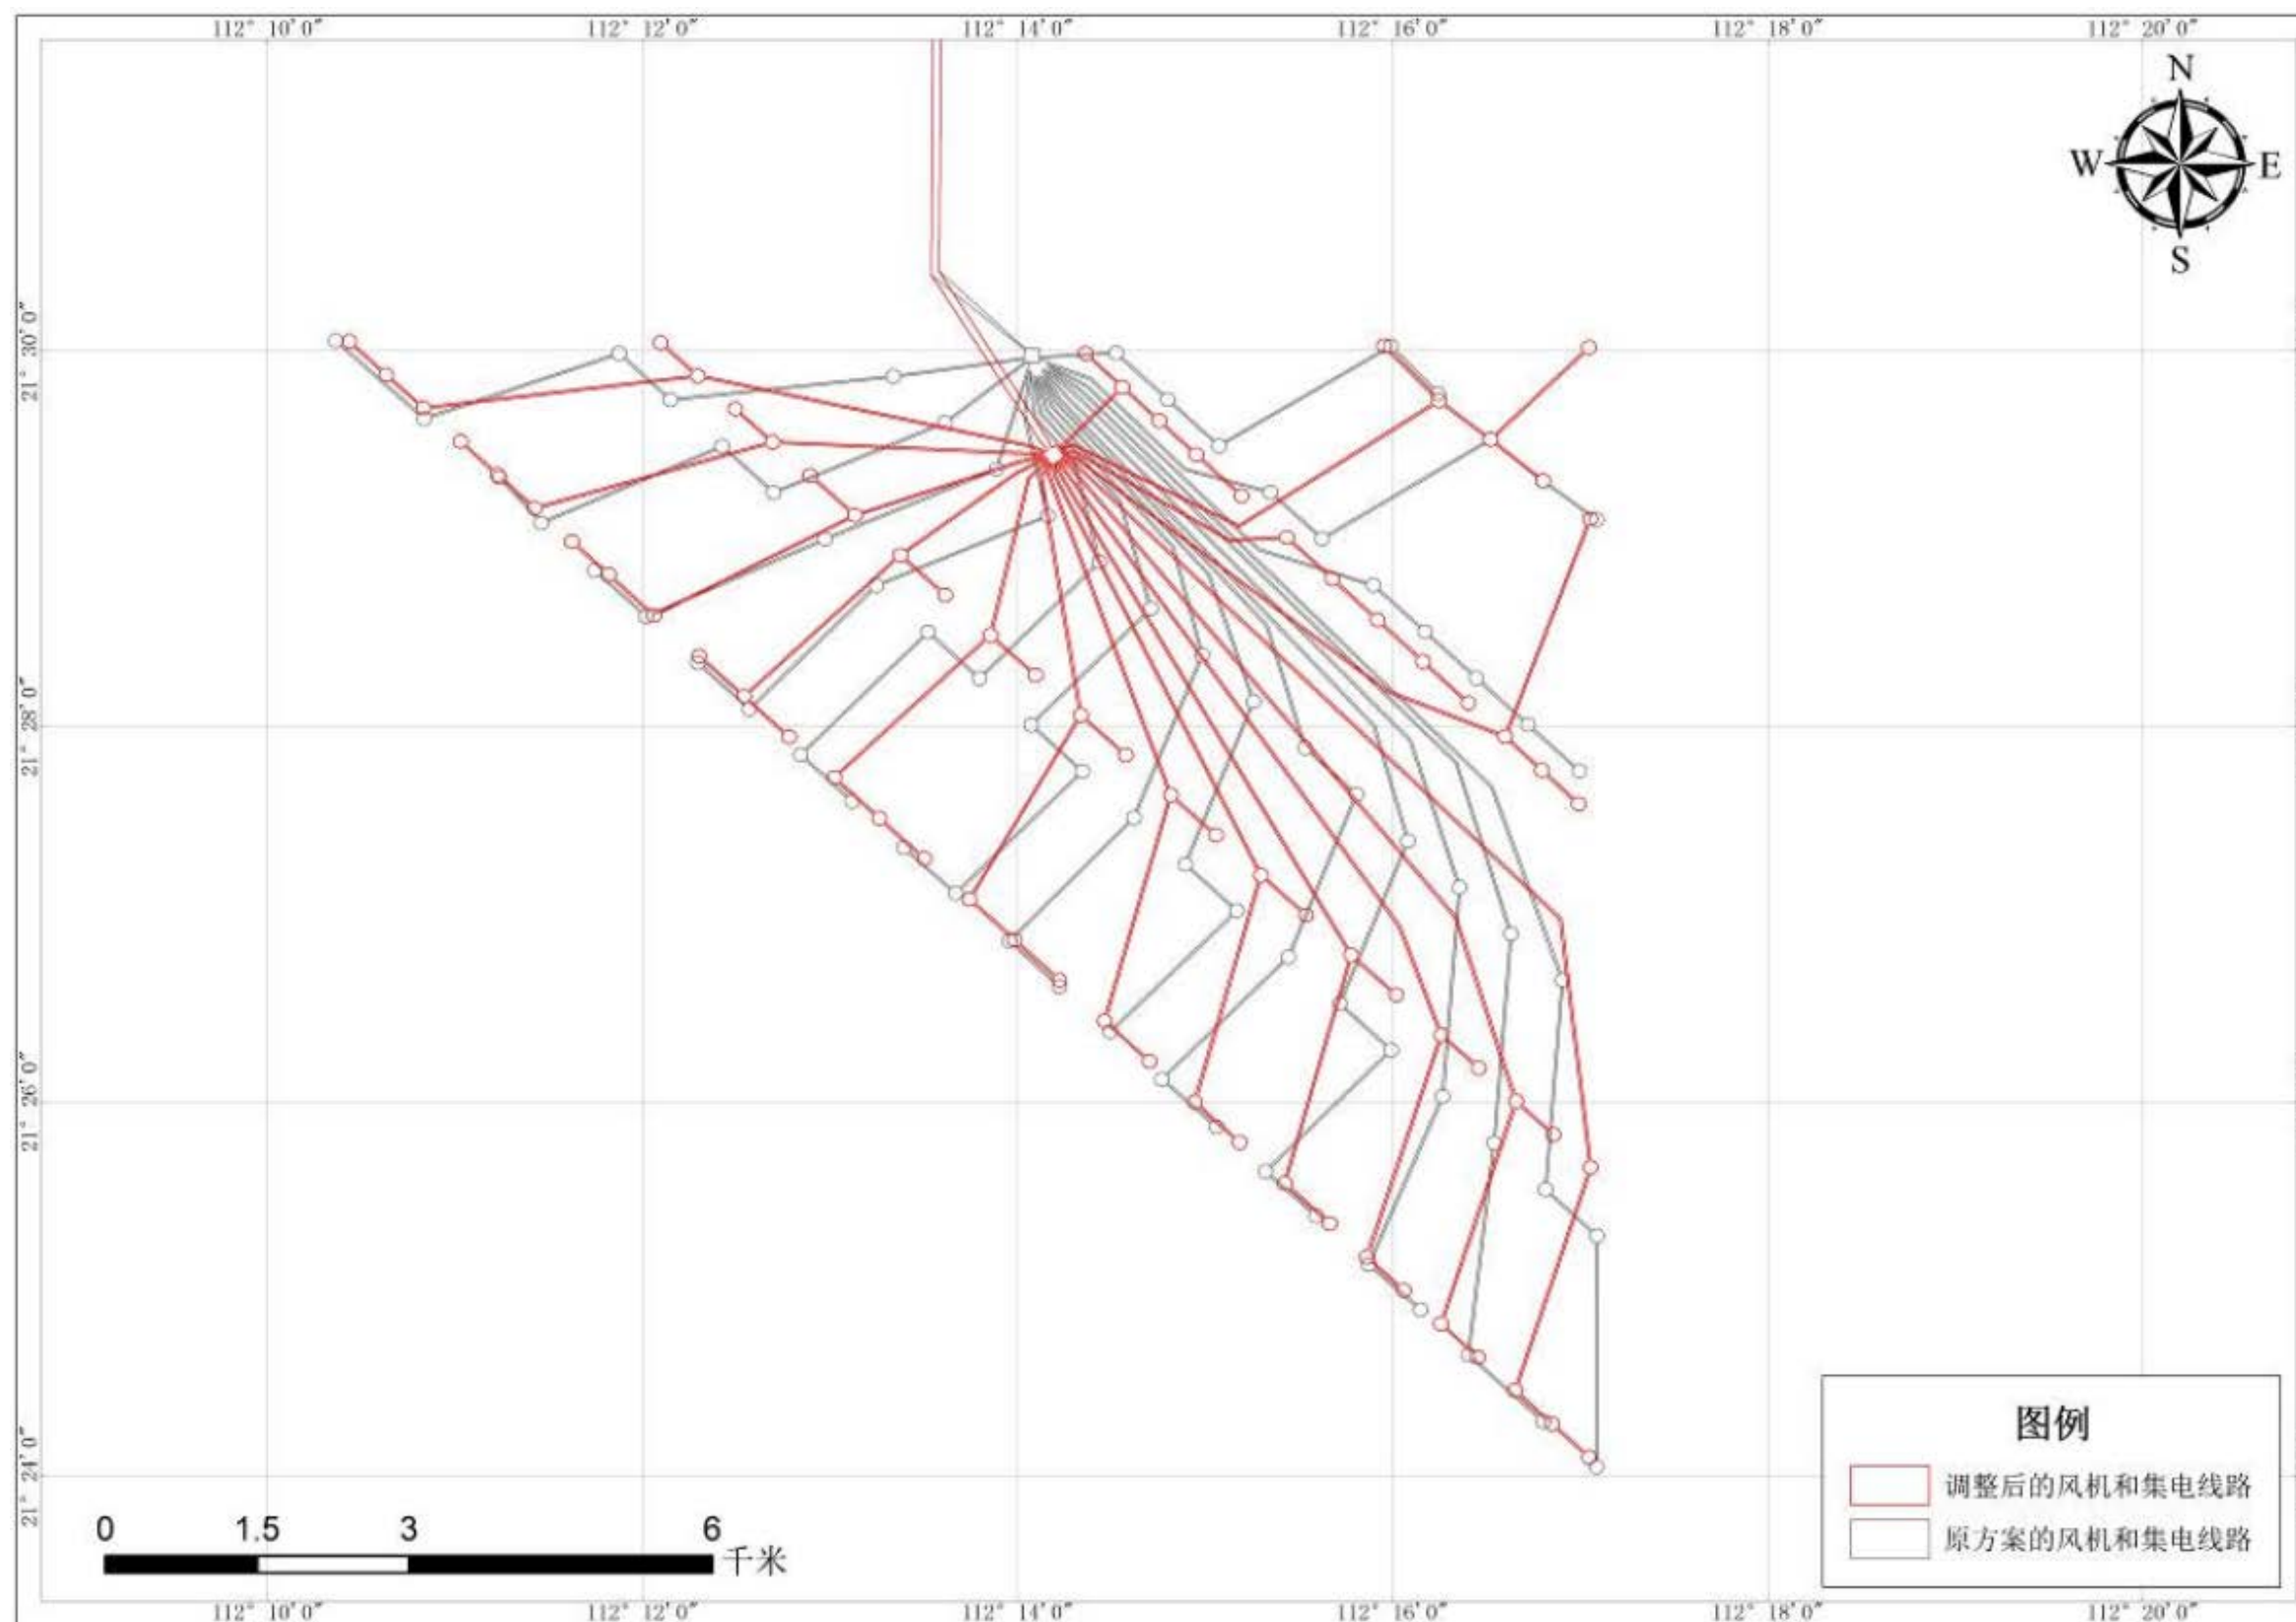 112° 10′ 0″ 112° 12′ 0″ 112° 14′ 0″ 112° 16′ 0″ 112° 18′ 0″ 112° 20′ 0″
N
W E
S
21° 30′ 0″
21° 28′ 0″
21° 26′ 0″
21° 24′ 0″
图例
调整后的风机和集电线路
原方案的风机和集电线路
0 1.5 3 6
千米
112° 10′ 0″ 112° 12′ 0″ 112° 14′ 0″ 112° 16′ 0″ 112° 18′ 0″ 112° 20′ 0″